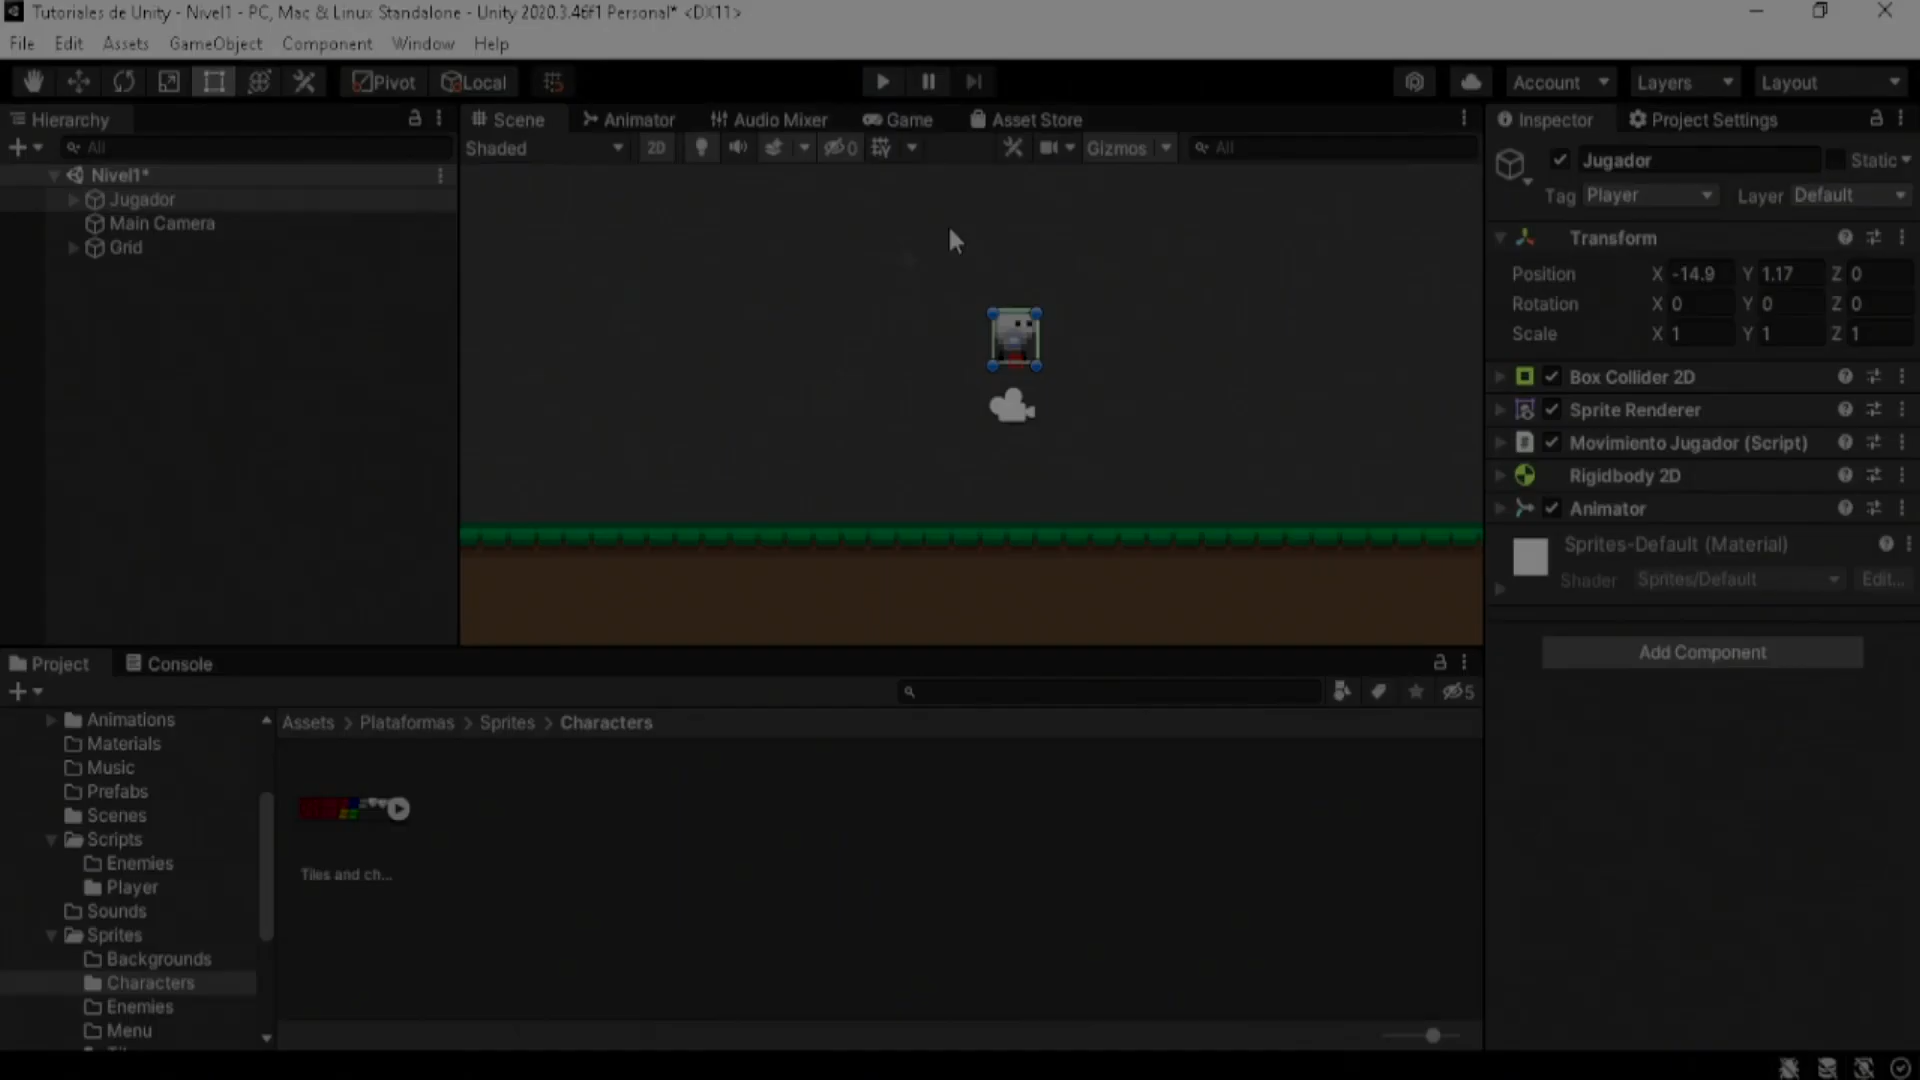 Tutoriales de Unity - Nivel1 - PC, Mac & Linux Standalone - Unity 2020.3.46f1 Personal* <DX11>
File Edit Assets GameObject Component Window Help
Pivot Local Account Layers Layout
Hierarchy
All
Nivel1*
Jugador
Main Camera
Grid
Scene Animator Audio Mixer Game Asset Store
Shaded 2D 0 Gizmos All
Inspector Project Settings
Jugador Static
Tag Player Layer Default
Transform
Position X -14.9 Y 1.17 Z 0
Rotation X 0 Y 0 Z 0
Scale X 1 Y 1 Z 1
Box Collider 2D
Sprite Renderer
Movimiento Jugador (Script)
Rigidbody 2D
Animator
Sprites-Default (Material)
Shader Sprites/Default Edit...
Add Component
Project Console
5
Animations
Materials
Music
Prefabs
Scenes
Scripts
Enemies
Player
Sounds
Sprites
Backgrounds
Characters
Enemies
Menu
Assets > Plataformas > Sprites > Characters
Tiles and ch...